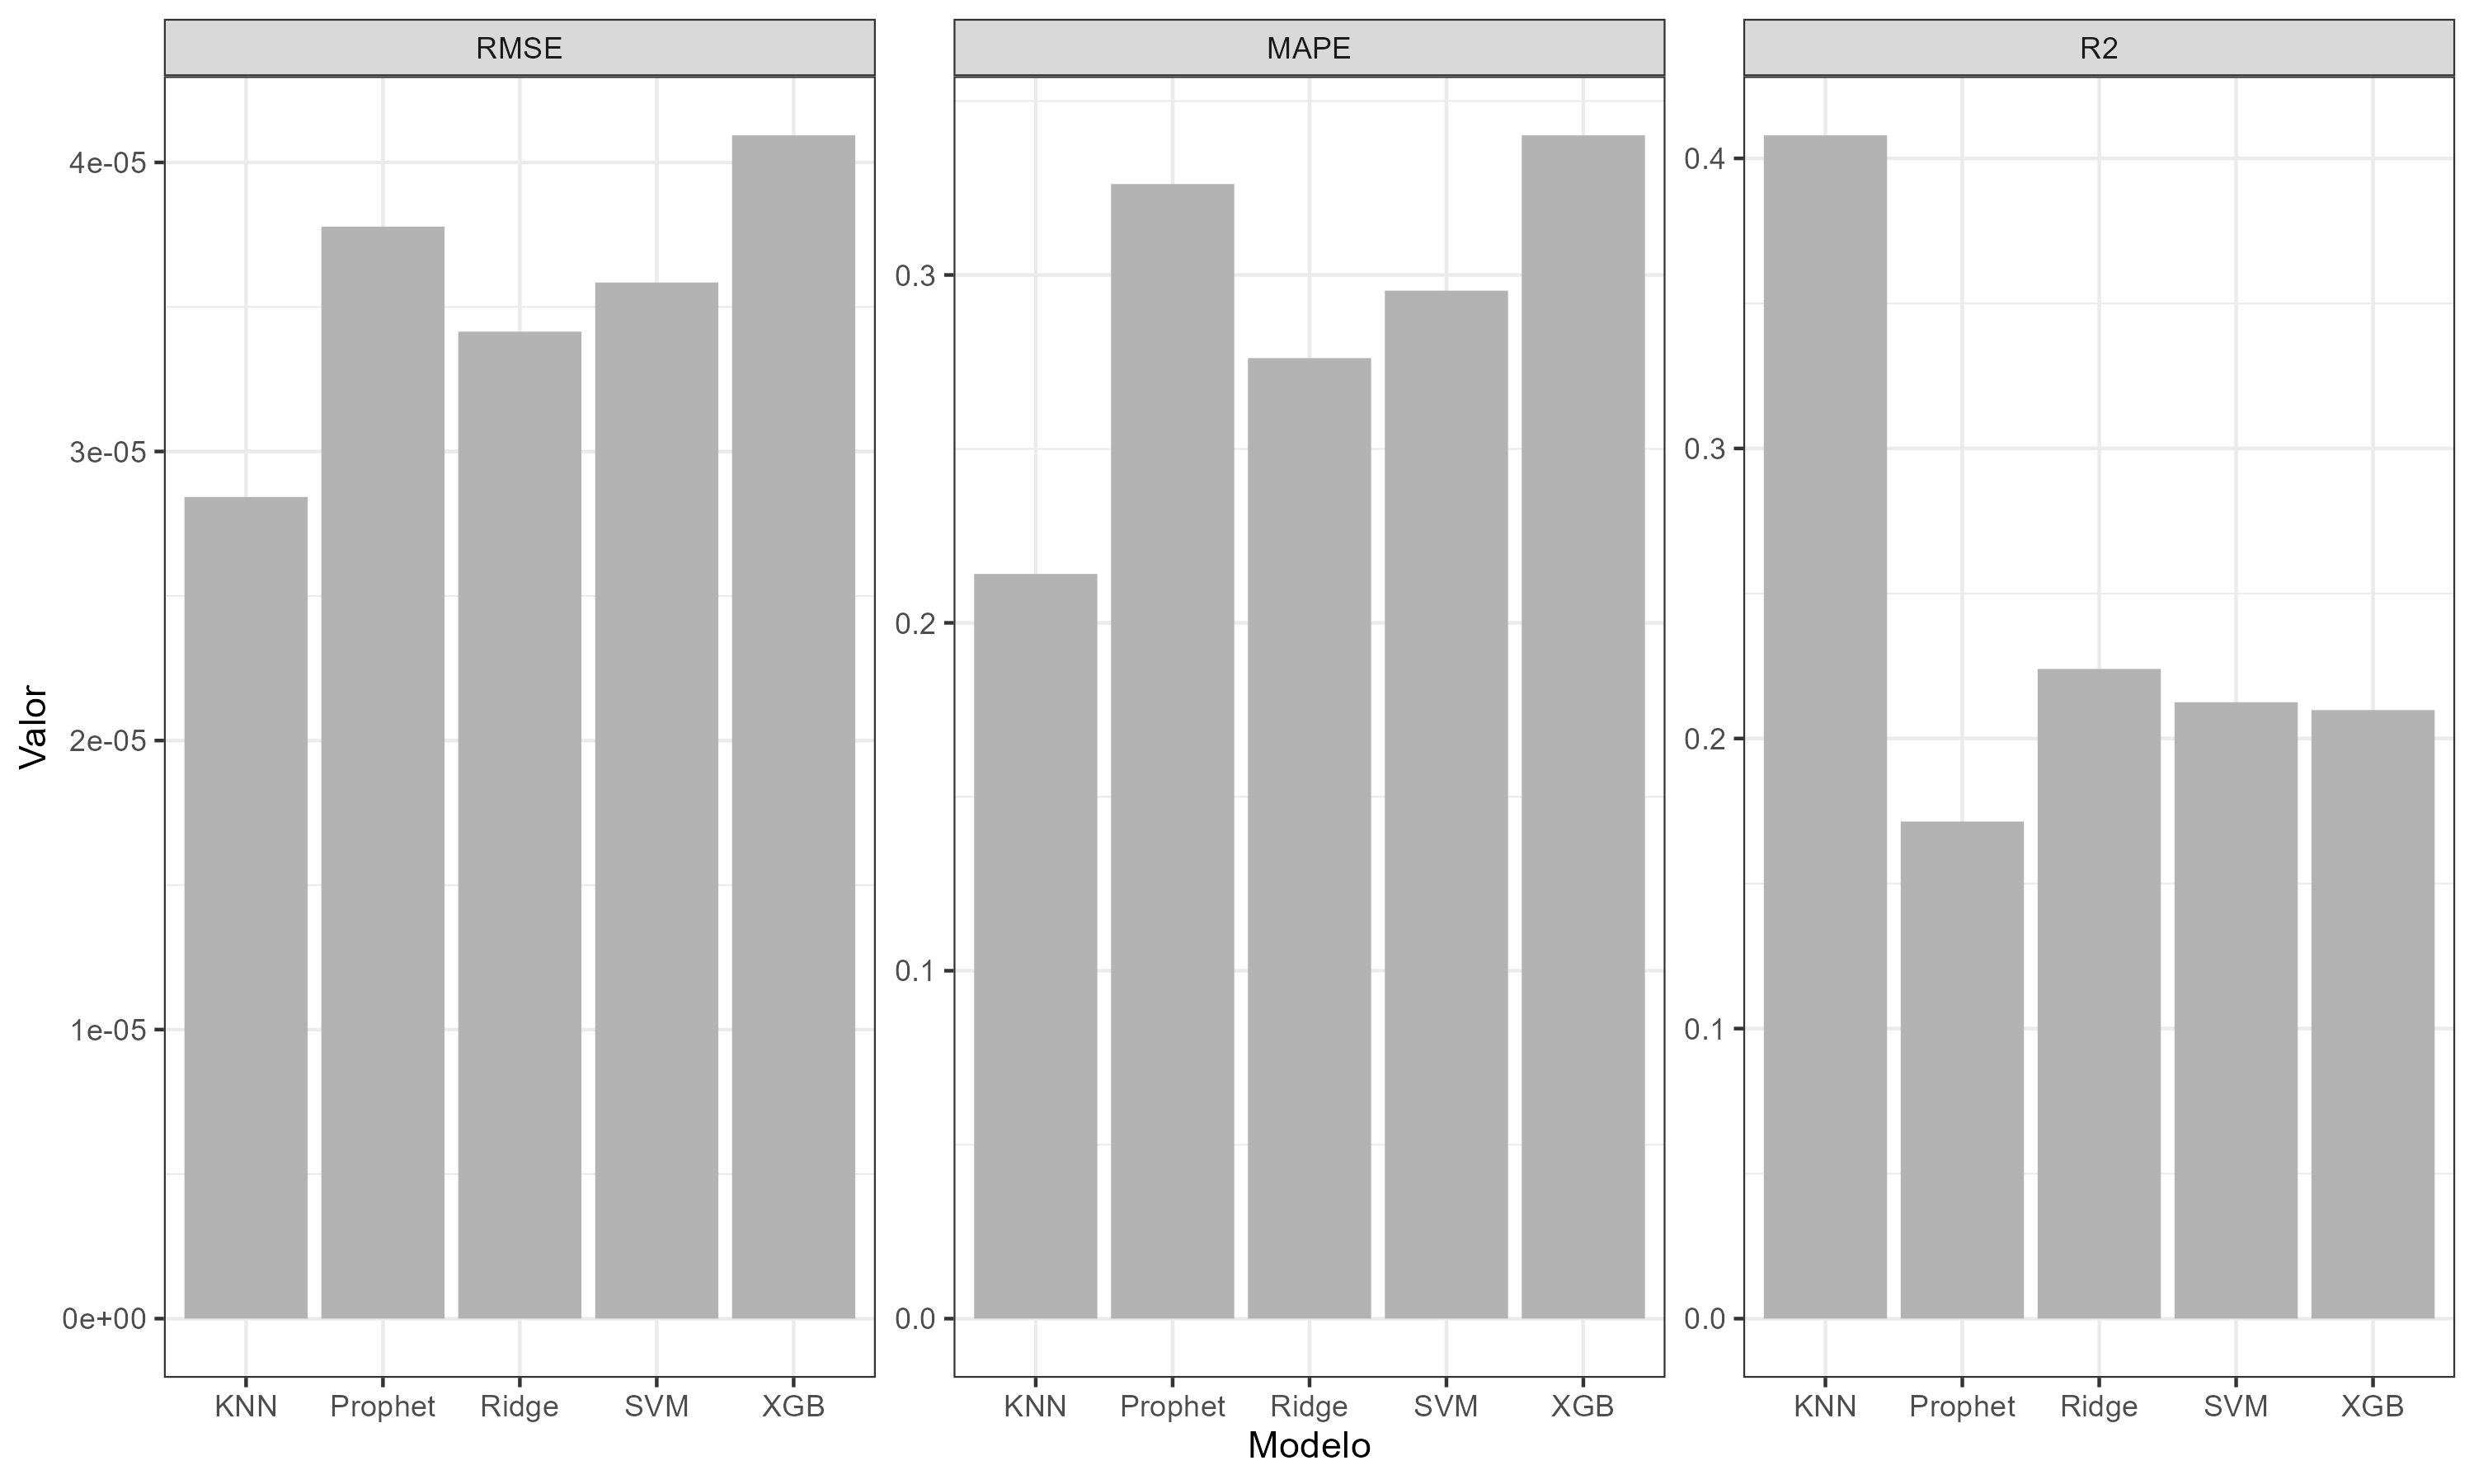 RMSE
MAPE
R2
Valor
4e-05
3e-05
2e-05
1e-05
0e+00
0.3
0.2
0.1
0.0
0.4
0.3
0.2
0.1
0.0
KNN Prophet Ridge SVM XGB
KNN Prophet Ridge SVM XGB
KNN Prophet Ridge SVM XGB
Modelo